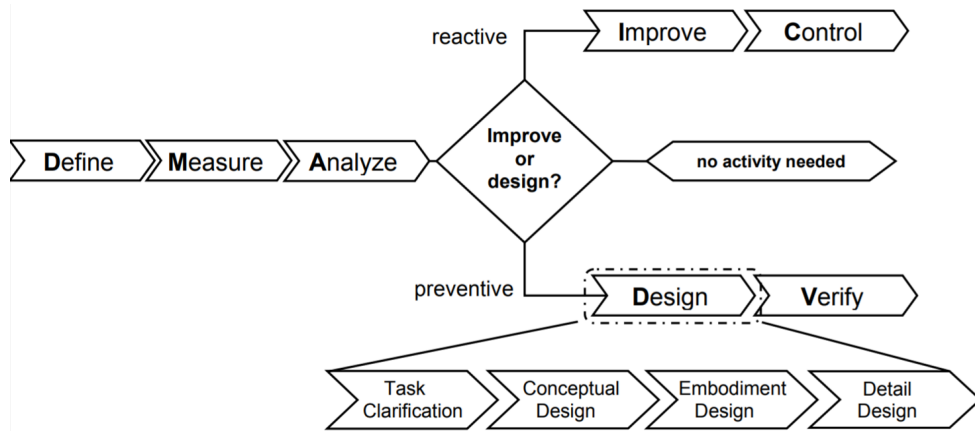 reactive
Improve
Control
Define
Measure
Analyze
Improve
or
design?
no activity needed
preventive
Design
Verify
Task
Clarification
Conceptual
Design
Embodiment
Design
Detail
Design